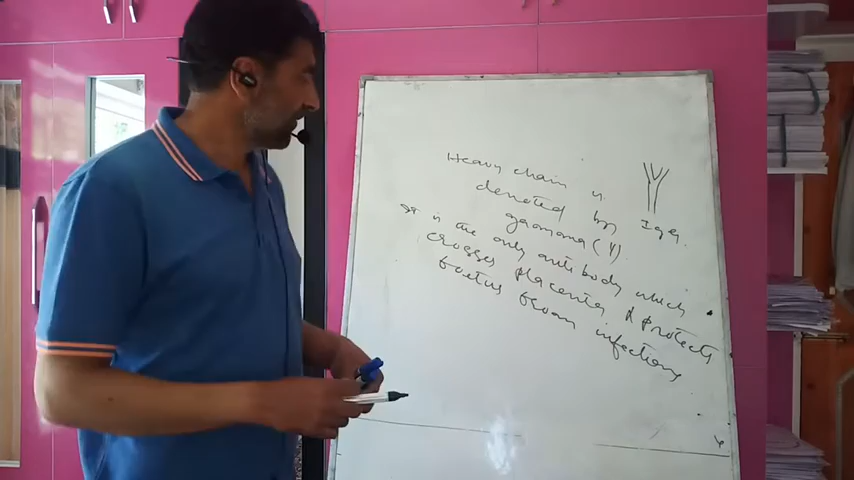 Heavy chain is
denoted by
gamma (γ)
IgG
It is the only antibody which
crosses placenta & protects
foetus from infections